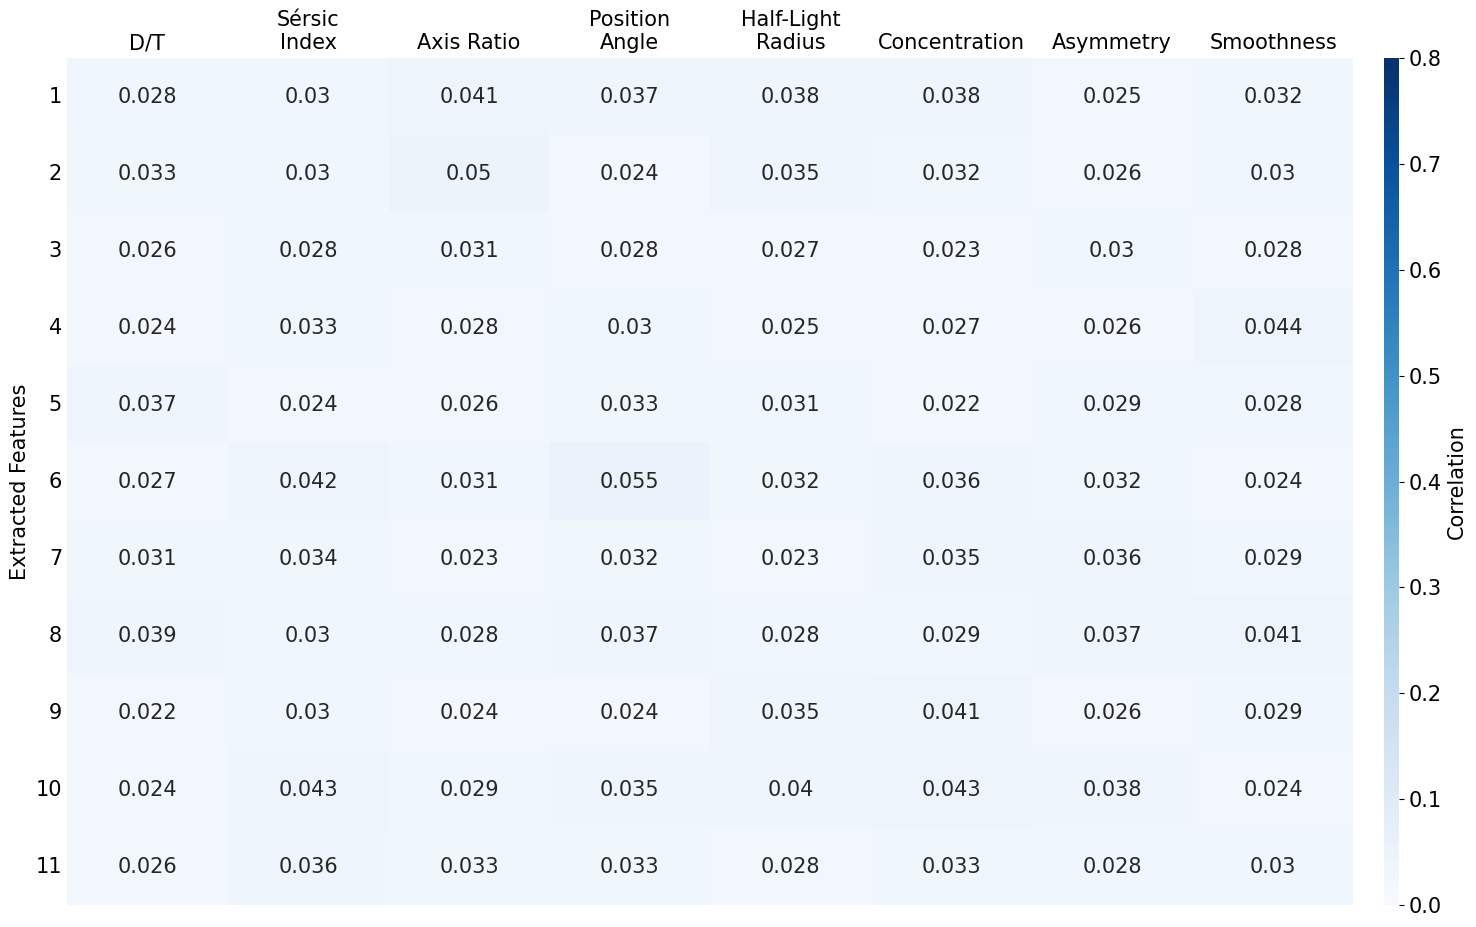 Sérsic Position Half-Light
D/T Index Axis Ratio Angle Radius Concentration Asymmetry Smoothness
1 0.028 0.03 0.041 0.037 0.038 0.038 0.025 0.032
2 0.033 0.03 0.05 0.024 0.035 0.032 0.026 0.03
3 0.026 0.028 0.031 0.028 0.027 0.023 0.03 0.028
4 0.024 0.033 0.028 0.03 0.025 0.027 0.026 0.044
5 0.037 0.024 0.026 0.033 0.031 0.022 0.029 0.028
6 0.027 0.042 0.031 0.055 0.032 0.036 0.032 0.024
7 0.031 0.034 0.023 0.032 0.023 0.035 0.036 0.029
8 0.039 0.03 0.028 0.037 0.028 0.029 0.037 0.041
9 0.022 0.03 0.024 0.024 0.035 0.041 0.026 0.029
10 0.024 0.043 0.029 0.035 0.04 0.043 0.038 0.024
11 0.026 0.036 0.033 0.033 0.028 0.033 0.028 0.03
Extracted Features
0.8
0.7
0.6
0.5
0.4
0.3
0.2
0.1
0.0
Correlation